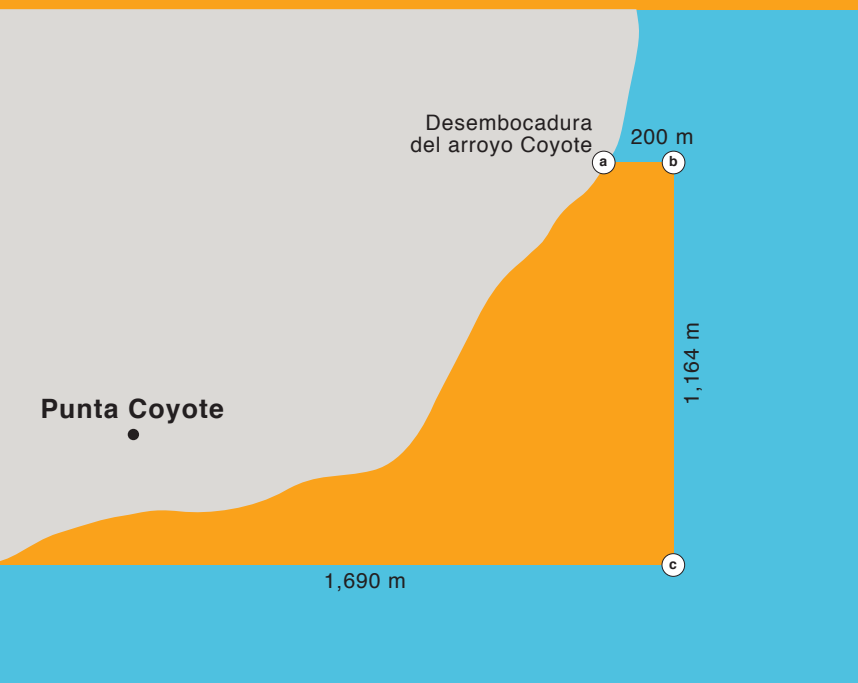 Desembocadura
del arroyo Coyote
200 m
a
b
1,164 m
Punta Coyote
c
1,690 m